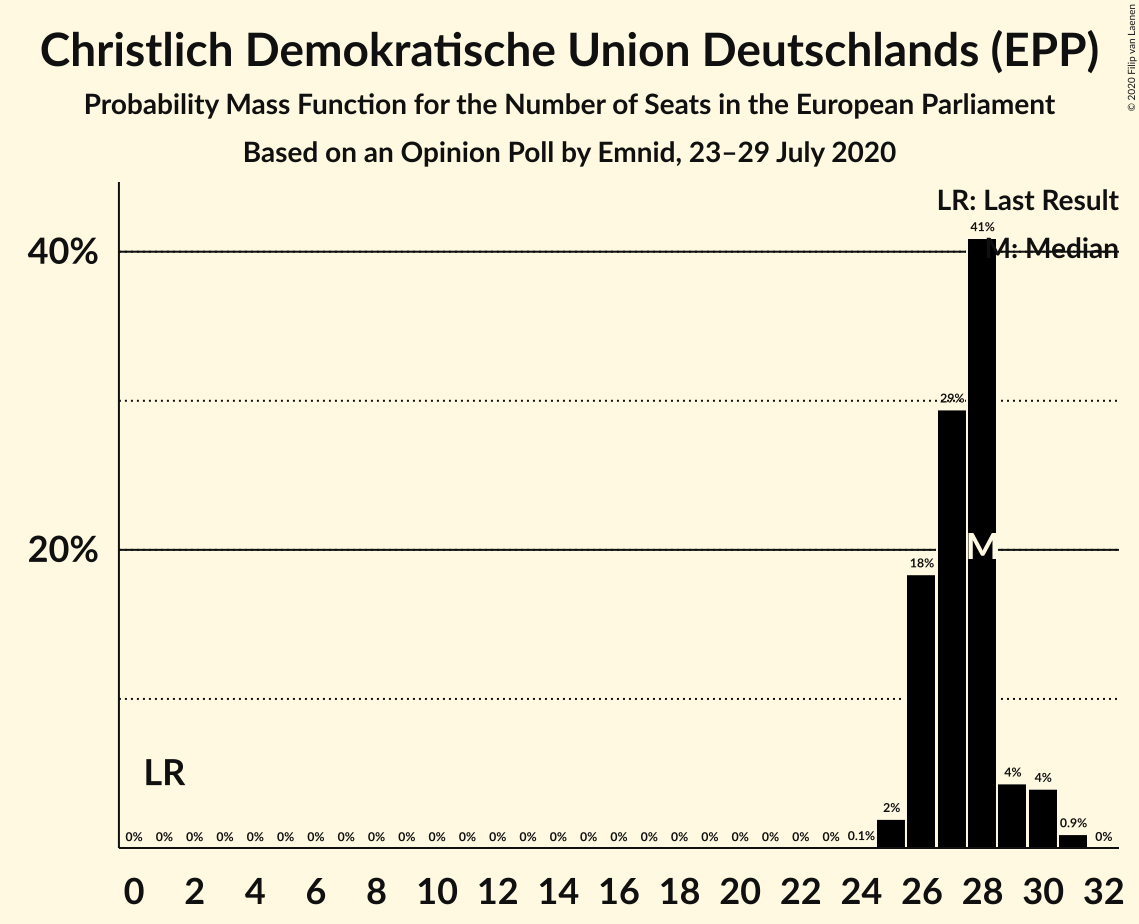 Christlich Demokratische Union Deutschlands (EPP)
Probability Mass Function for the Number of Seats in the European Parliament
Based on an Opinion Poll by Emnid, 23–29 July 2020
© 2020 Filip van Laenen
LR: Last Result
M: Median
41%
40%
29%
20%
M
18%
LR
4%
4%
2%
0.9%
0% 0% 0% 0% 0% 0% 0% 0% 0% 0% 0% 0% 0% 0% 0% 0% 0% 0% 0% 0% 0% 0% 0% 0% 0.1% 0%
0 2 4 6 8 10 12 14 16 18 20 22 24 26 28 30 32